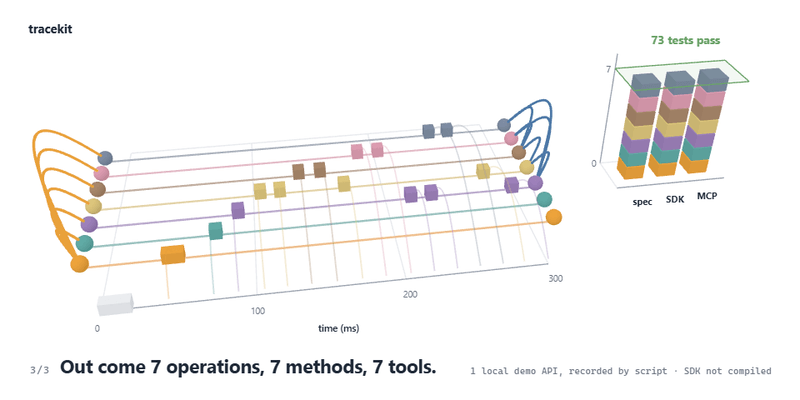 tracekit
73 tests pass
7
0
spec SDK MCP
300
200
100
0
time (ms)
3/3 Out come 7 operations, 7 methods, 7 tools. 1 local demo API, recorded by script · SDK not compiled